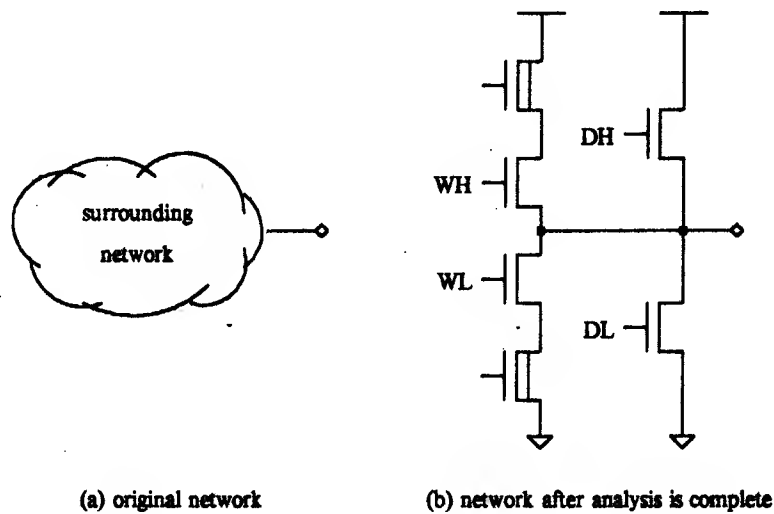 surrounding
network
DH
WH
WL
DL
(a) original network
(b) network after analysis is complete